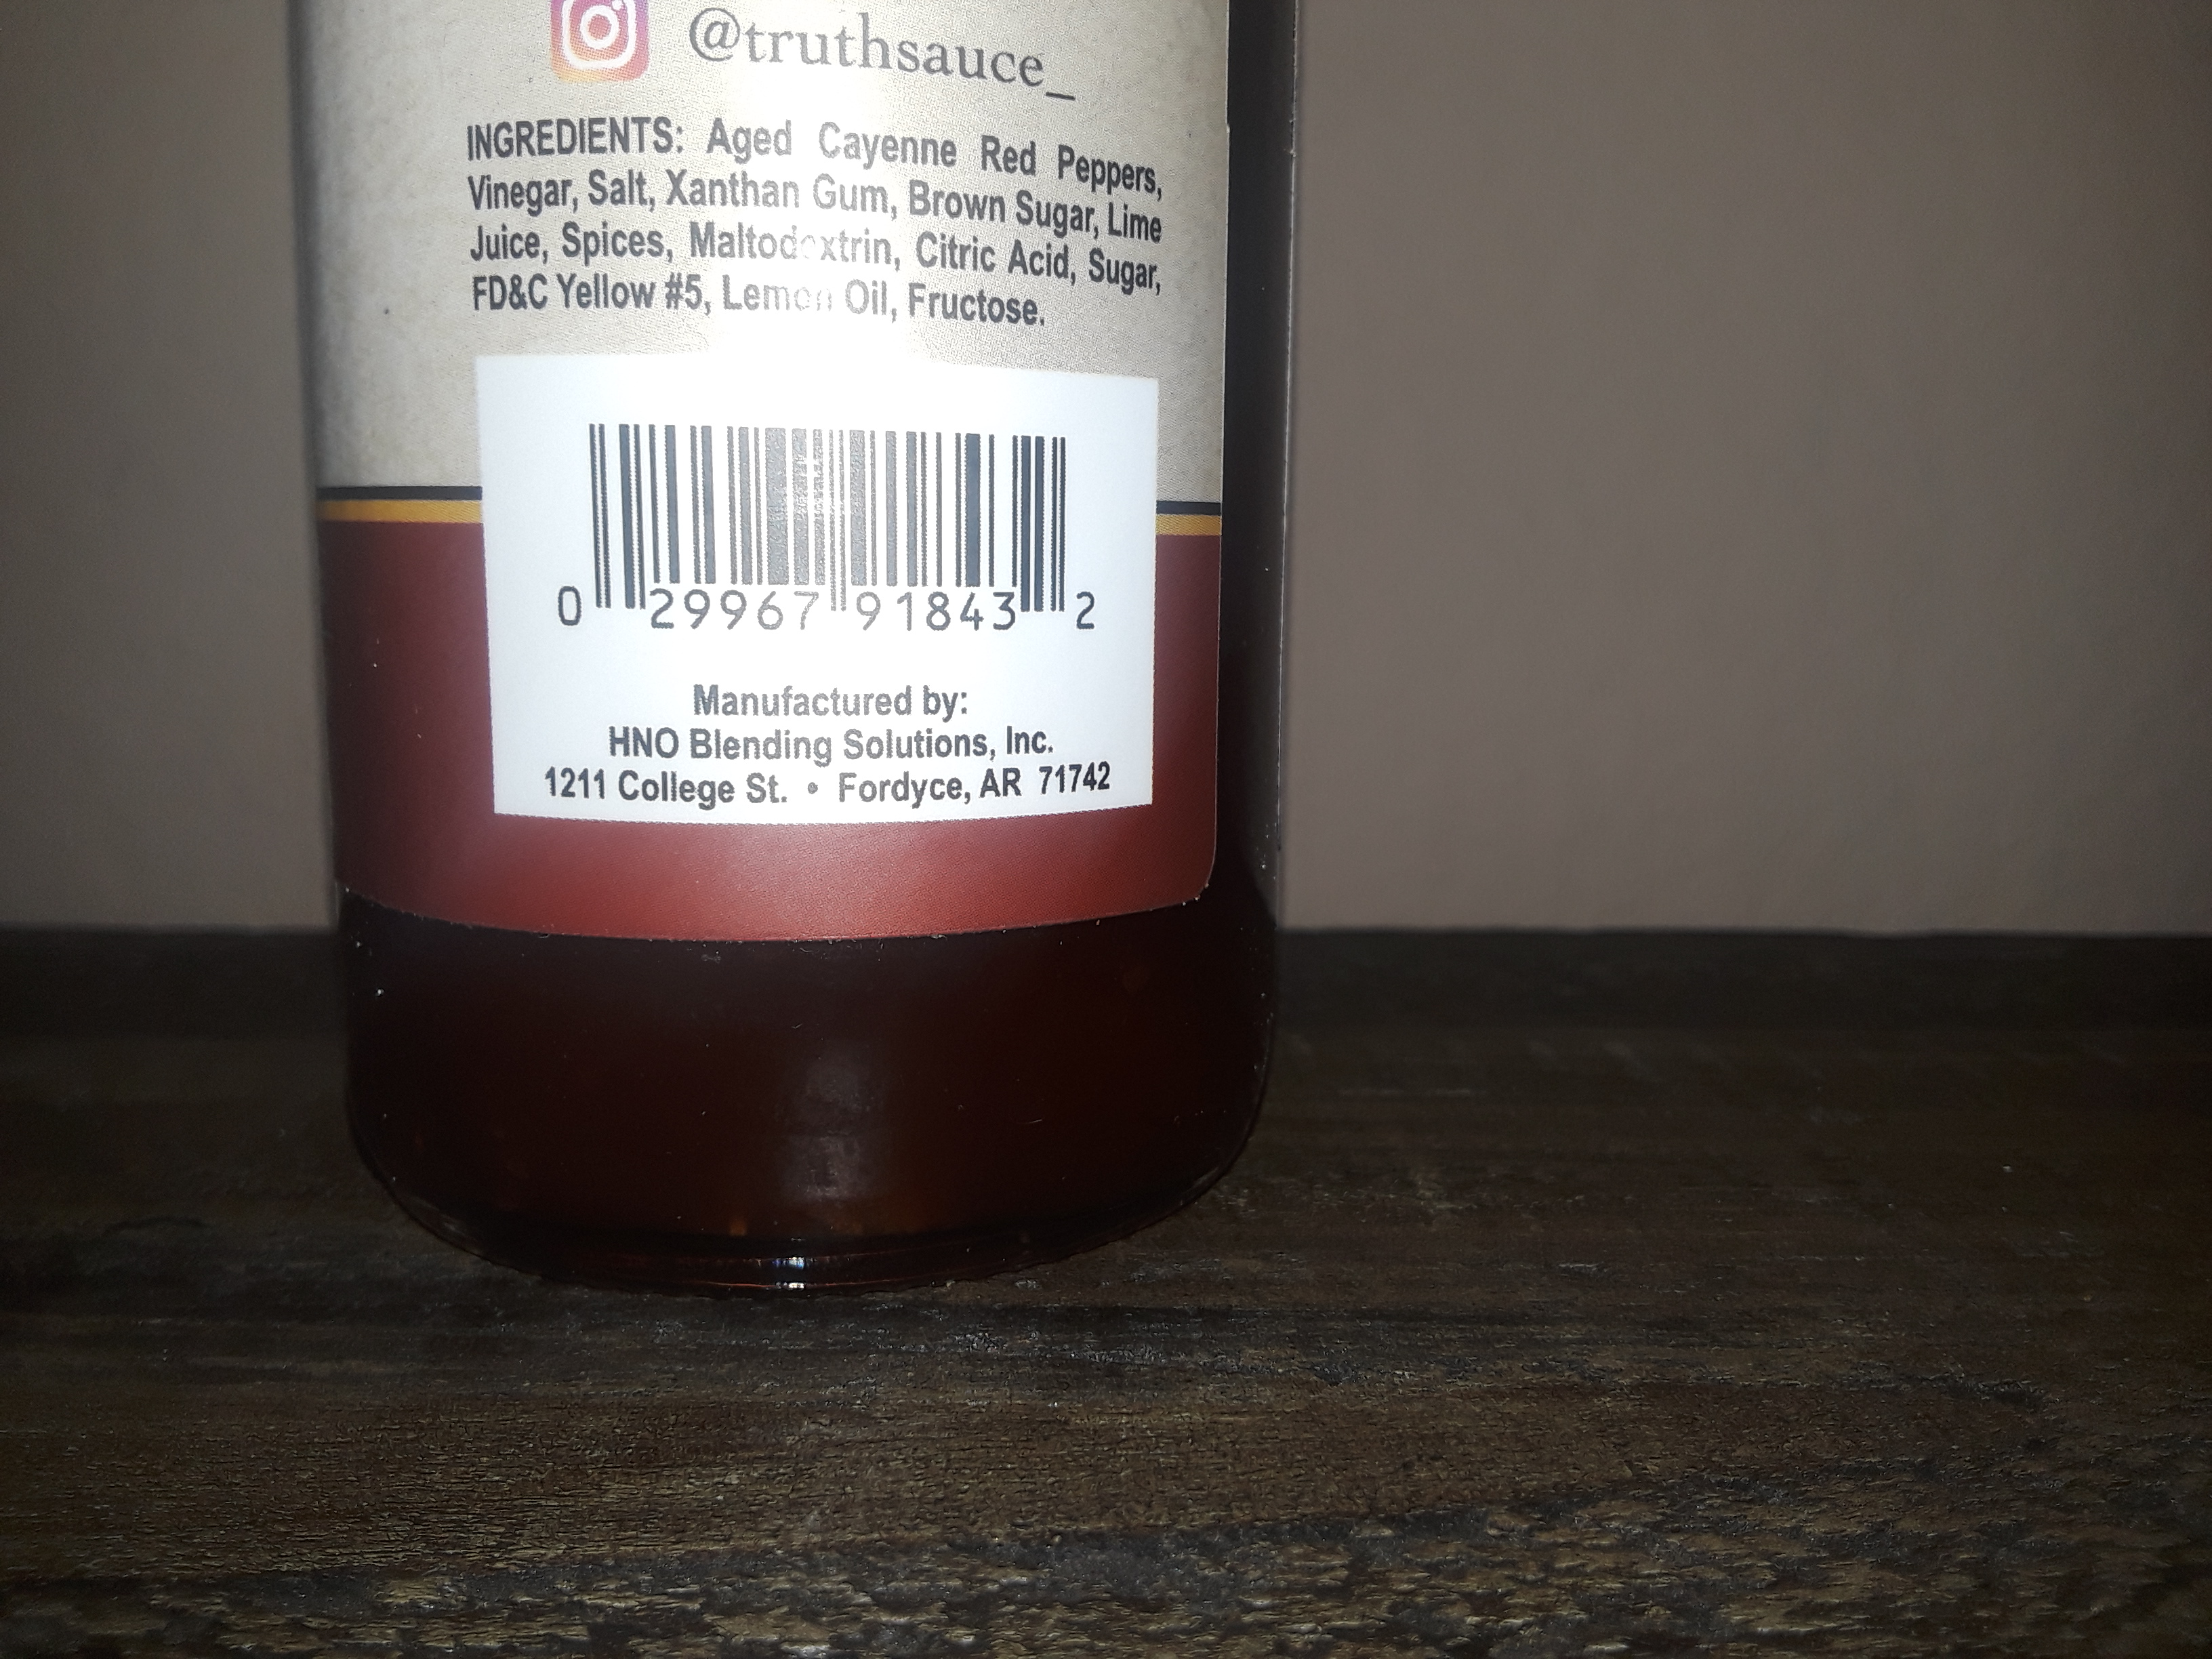 @truthsauce_
INGREDIENTS: Aged Cayenne Red Peppers,
Vinegar, Salt, Xanthan Gum, Brown Sugar, Lime
Juice, Spices, Maltodextrin, Citric Acid, Sugar,
FD&C Yellow #5, Lemon Oil, Fructose.
0 29967 91843 2
Manufactured by:
HNO Blending Solutions, Inc.
1211 College St. • Fordyce, AR 71742